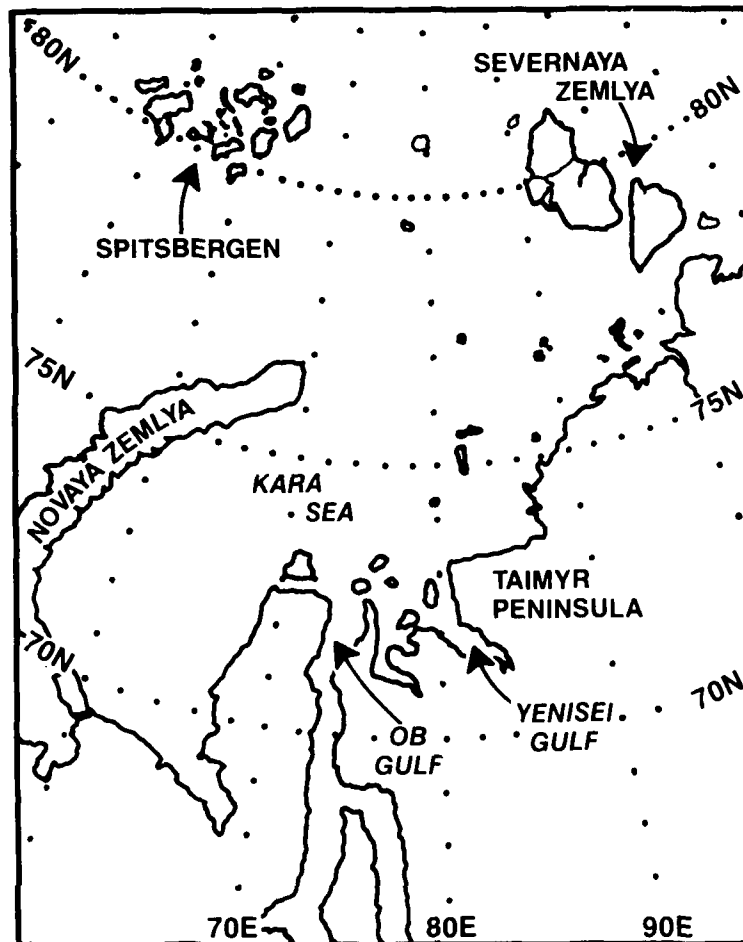 80N
SEVERNAYA
ZEMLYA
80N
SPITSBERGEN
75N
75N
NOVAYA ZEMLYA
KARA
SEA
TAIMYR
PENINSULA
70N
70N
OB
GULF
YENISEI
GULF
70E
80E
90E